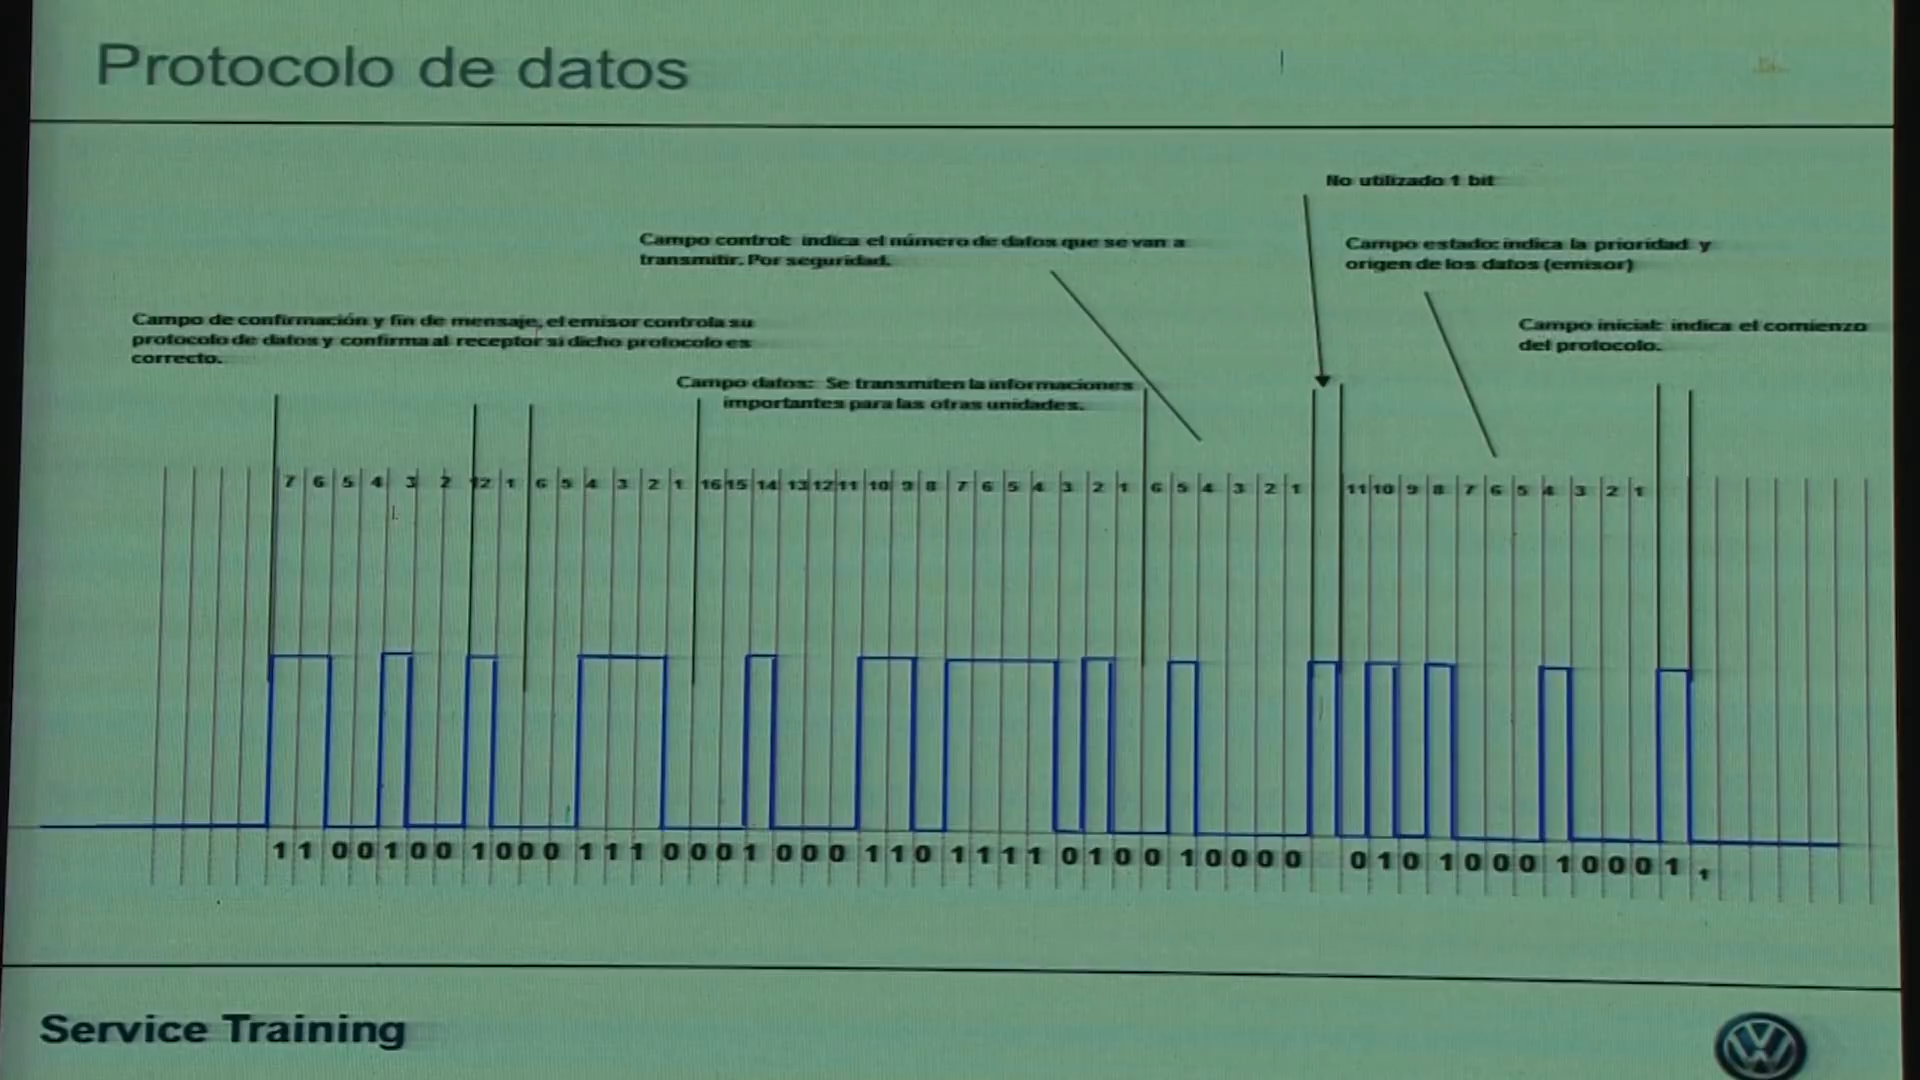 Protocolo de datos
No utilizado 1 bit
Campo control: indica el número de datos que se van a
transmitir. Por seguridad.
Campo estado: indica la prioridad y
origen de los datos (emisor)
Campo de confirmación y fin de mensaje, el emisor controla su
protocolo de datos y confirma al receptor si dicho protocolo es
correcto.
Campo inicial: indica el comienzo
del protocolo.
Campo datos: Se transmiten la informaciones
importantes para las otras unidades.
7 6 5 4 3 2 12 1 6 5 4 3 2 1 16 15 14 13 12 11 10 9 8 7 6 5 4 3 2 1 6 5 4 3 2 1 11 10 9 8 7 6 5 4 3 2 1
1 1 0 0 1 0 0 1 0 0 0 1 1 1 0 0 0 1 0 0 0 1 1 0 1 1 1 1 0 1 0 0 1 0 0 0 0 0 1 0 1 0 0 0 1 0 0 0 1 1
Service Training